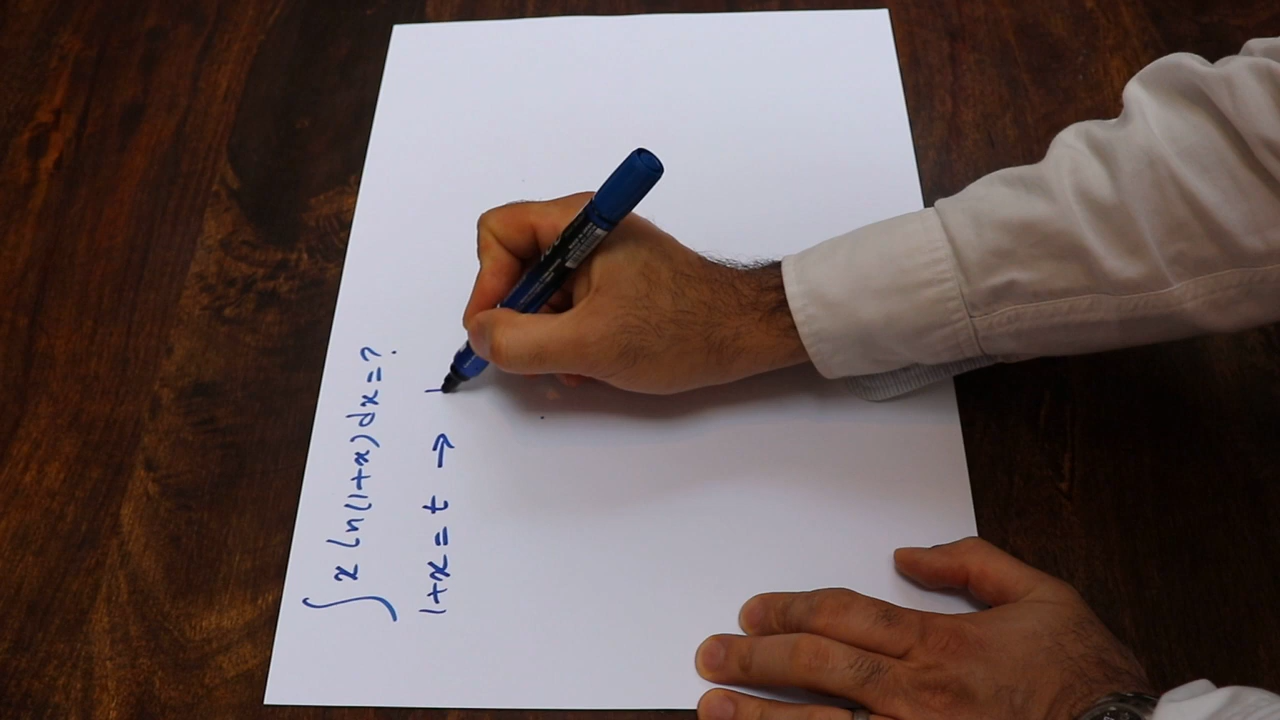 ∫ x ln(1+x) dx = ?
1+x = t →